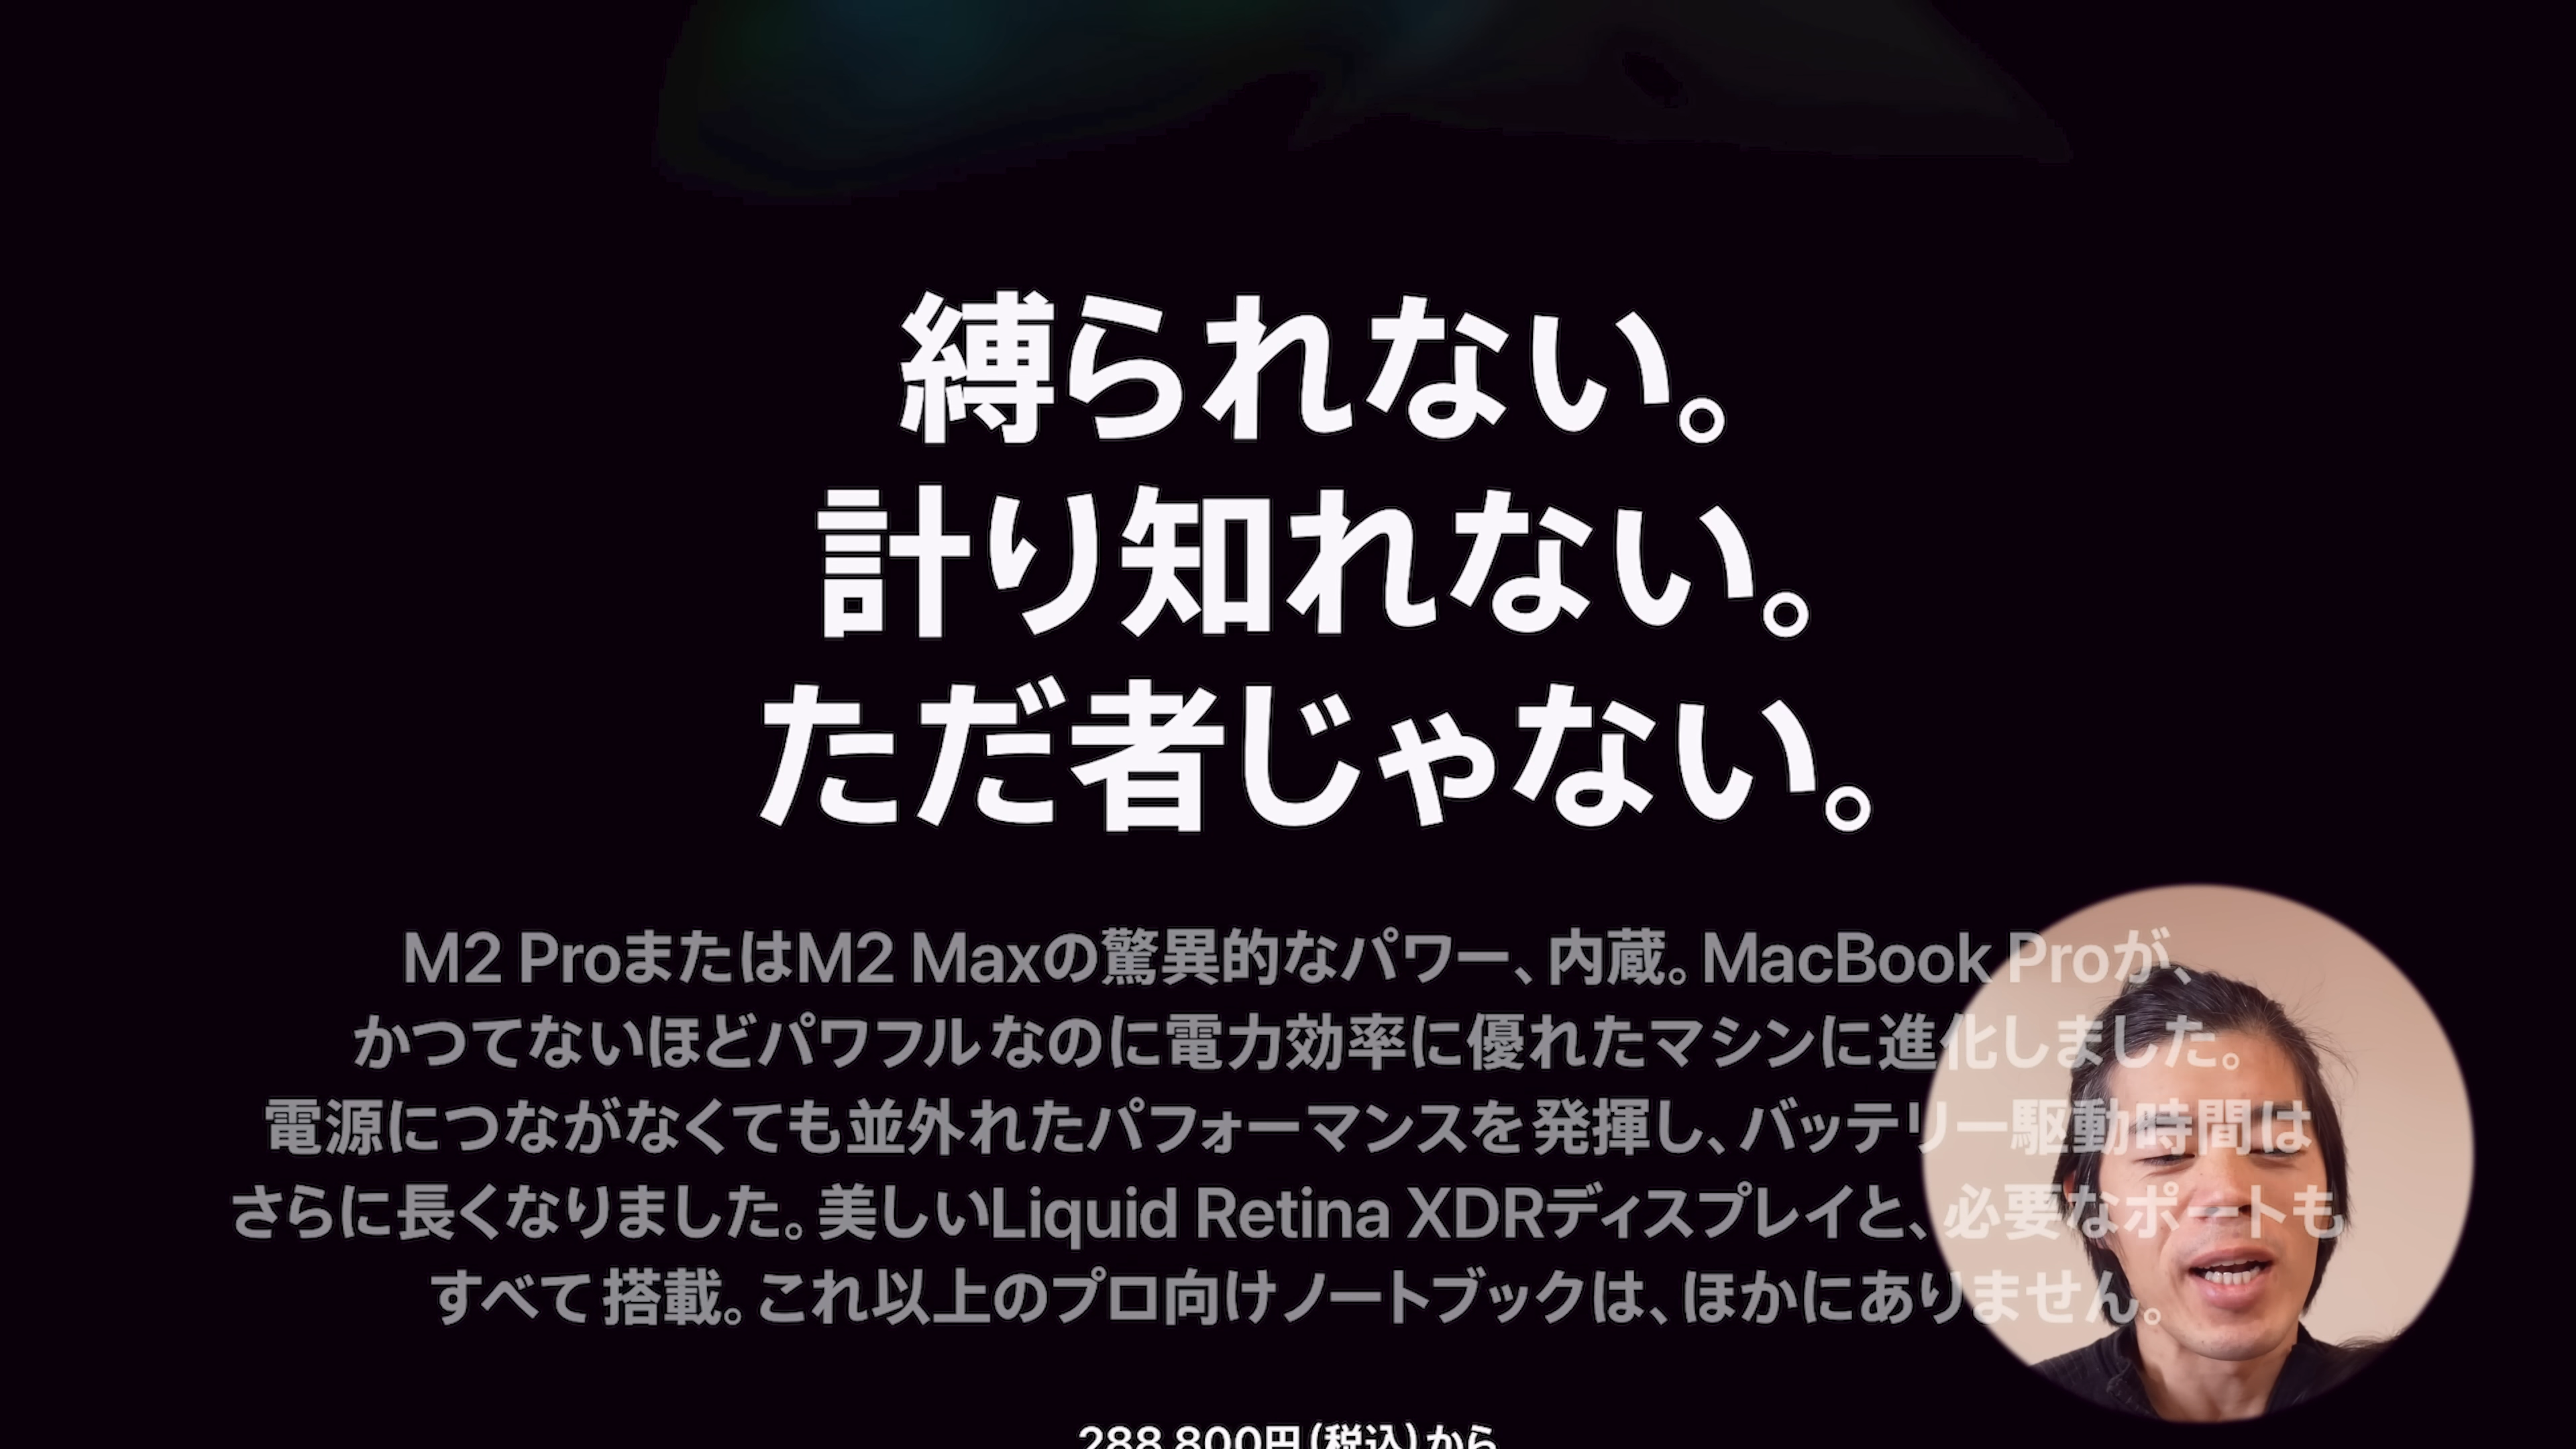 縛られない。
計り知れない。
ただ者じゃない。
M2 ProまたはM2 Maxの驚異的なパワー、内蔵。MacBook Proが、
かつてないほどパワフルなのに電力効率に優れたマシンに進化しました。
電源につながなくても並外れたパフォーマンスを発揮し、バッテリー駆動時間は
さらに長くなりました。美しいLiquid Retina XDRディスプレイと、必要なポートも
すべて搭載。これ以上のプロ向けノートブックは、ほかにありません。
288,800円(税込)から